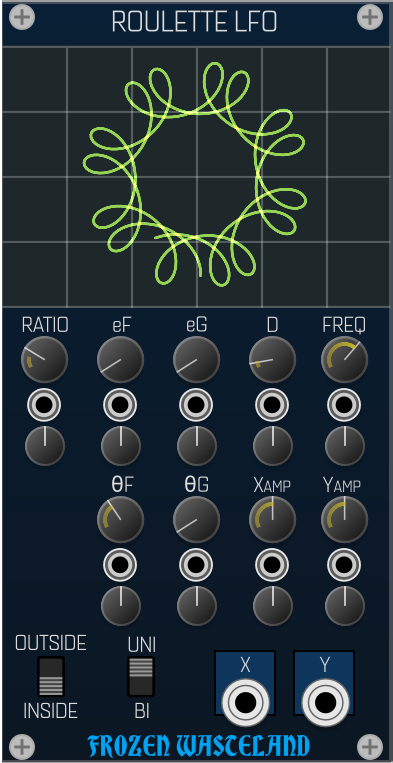 ROULETTE LFO
RATIO eF eG D FREQ
θF θG XAMP YAMP
OUTSIDE UNI
X Y
INSIDE BI
FROZEN WASTELAND